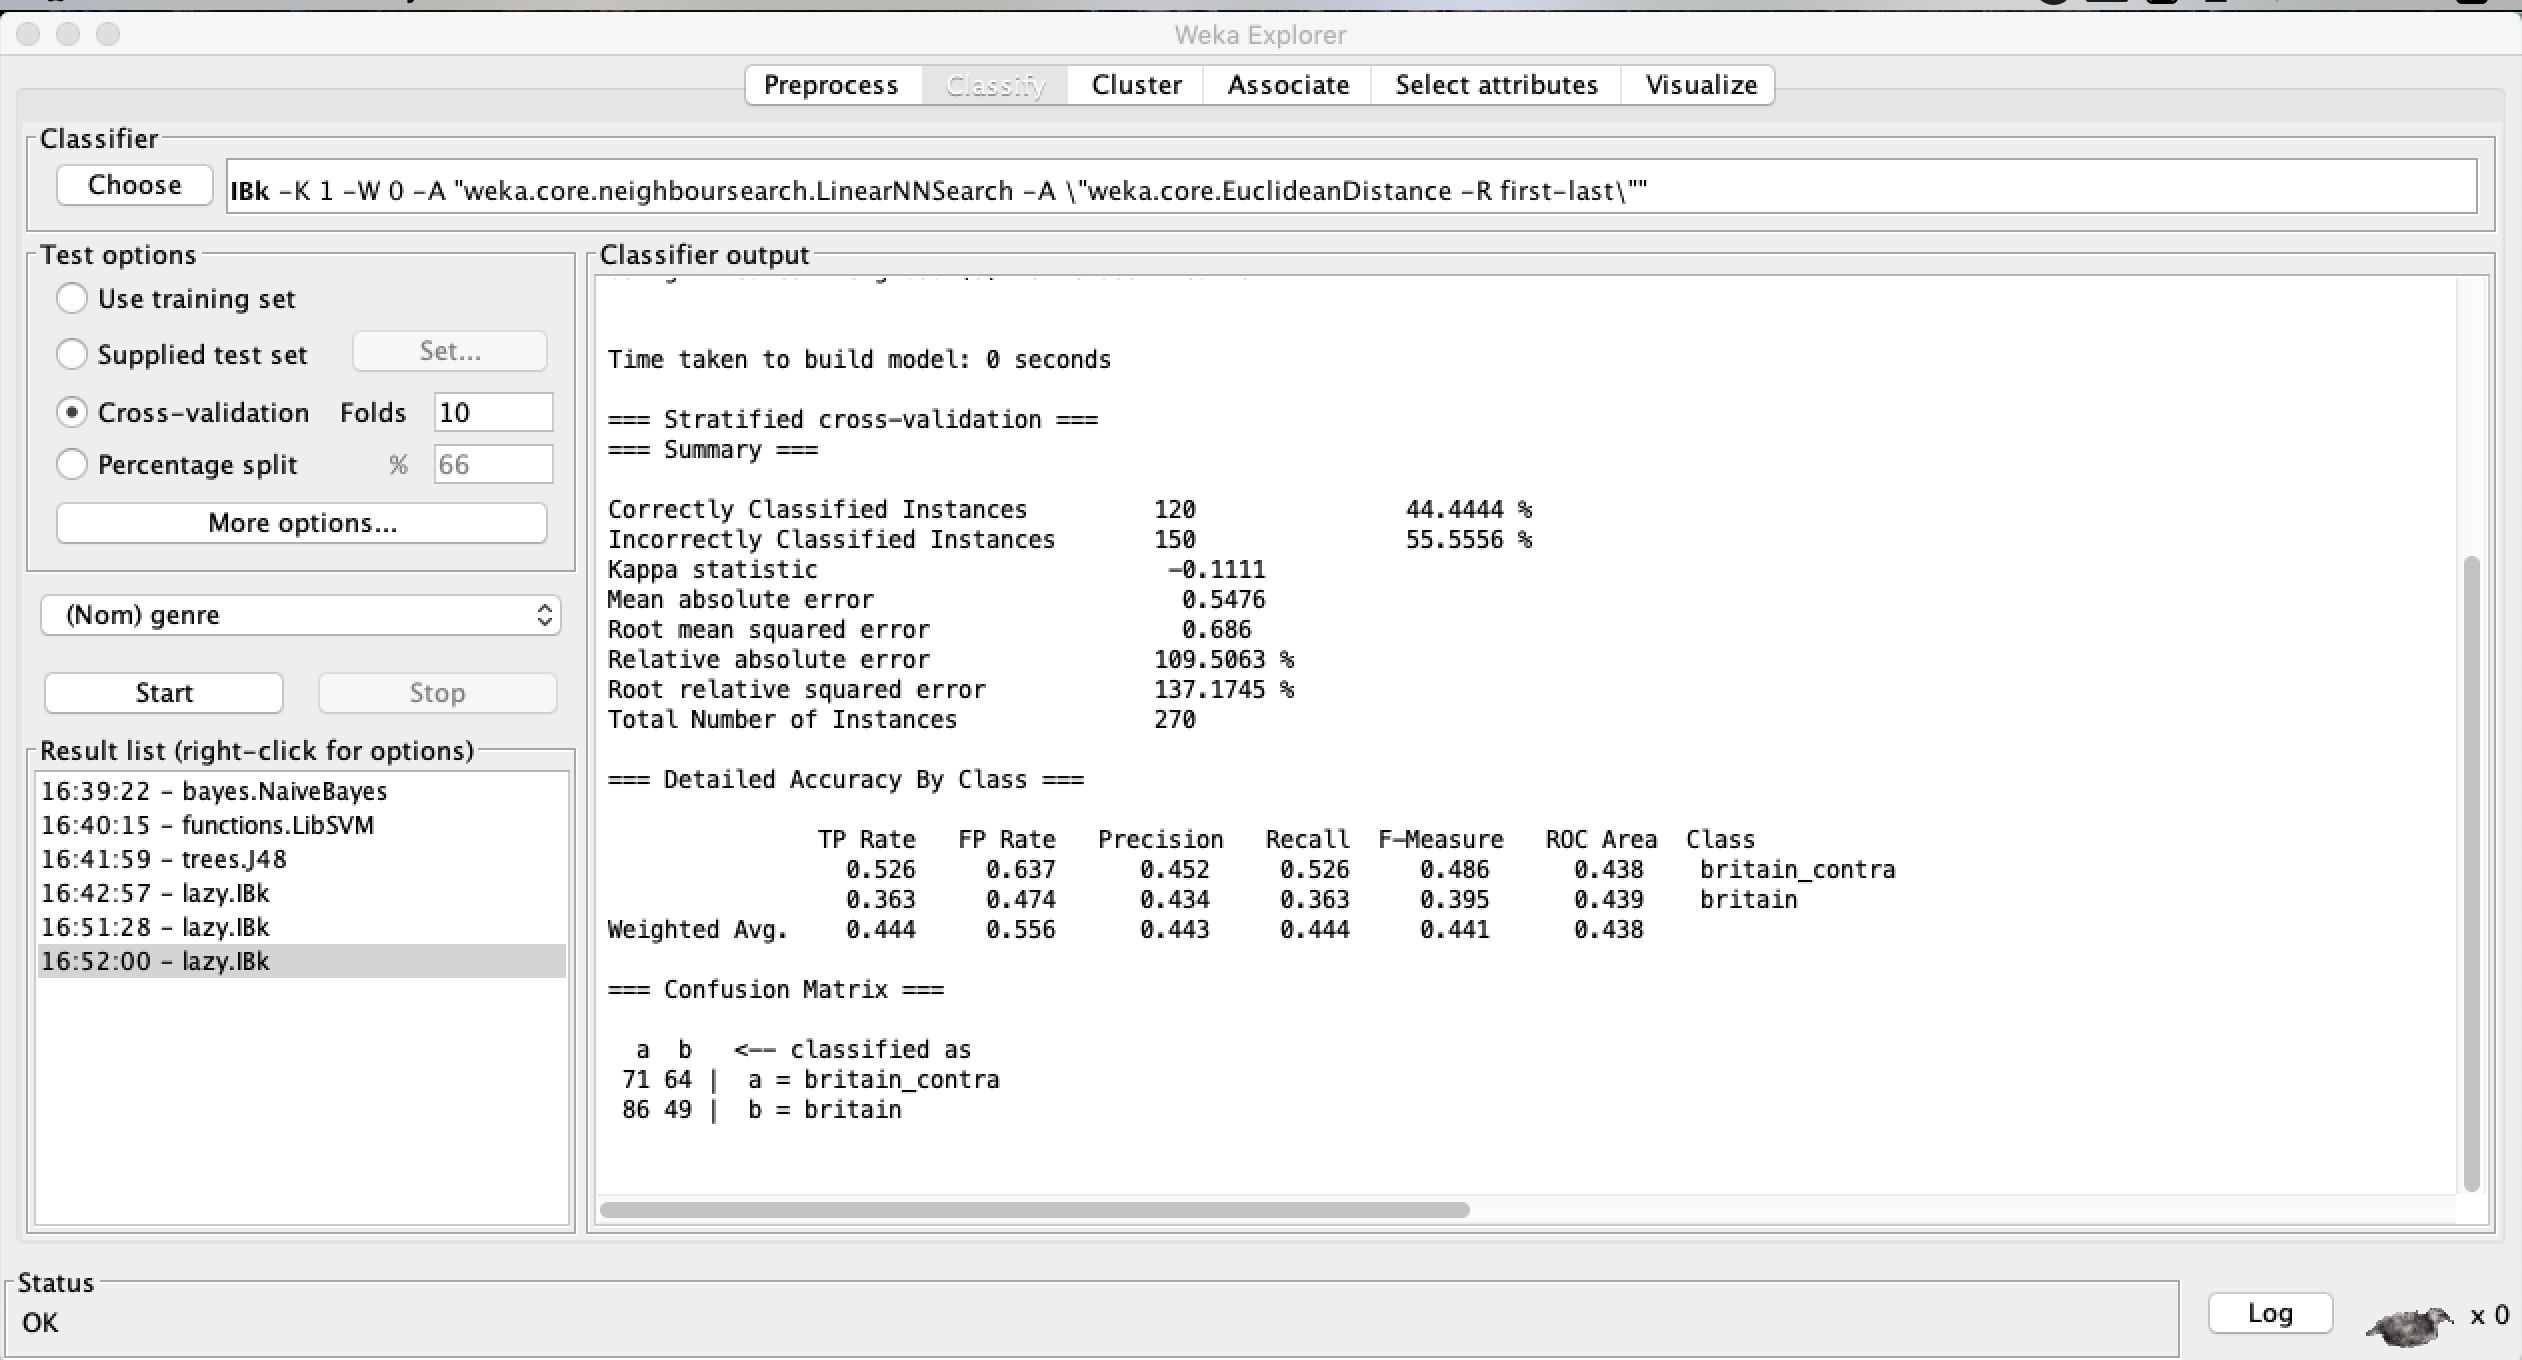 Weka Explorer
Preprocess Classify Cluster Associate Select attributes Visualize
Classifier
Choose IBk -K 1 -W 0 -A "weka.core.neighboursearch.LinearNNSearch -A \"weka.core.EuclideanDistance -R first-last\""
Test options
Use training set
Supplied test set Set...
Cross-validation Folds 10
Percentage split % 66
More options...
(Nom) genre
Start Stop
Result list (right-click for options)
16:39:22 - bayes.NaiveBayes
16:40:15 - functions.LibSVM
16:41:59 - trees.J48
16:42:57 - lazy.IBk
16:51:28 - lazy.IBk
16:52:00 - lazy.IBk
Classifier output
Time taken to build model: 0 seconds
=== Stratified cross-validation ===
=== Summary ===
Correctly Classified Instances 120 44.4444 %
Incorrectly Classified Instances 150 55.5556 %
Kappa statistic -0.1111
Mean absolute error 0.5476
Root mean squared error 0.686
Relative absolute error 109.5063 %
Root relative squared error 137.1745 %
Total Number of Instances 270
=== Detailed Accuracy By Class ===
TP Rate FP Rate Precision Recall F-Measure ROC Area Class
0.526 0.637 0.452 0.526 0.486 0.438 britain_contra
0.363 0.474 0.434 0.363 0.395 0.439 britain
Weighted Avg. 0.444 0.556 0.443 0.444 0.441 0.438
=== Confusion Matrix ===
a b <-- classified as
71 64 | a = britain_contra
86 49 | b = britain
Status
OK
Log x 0